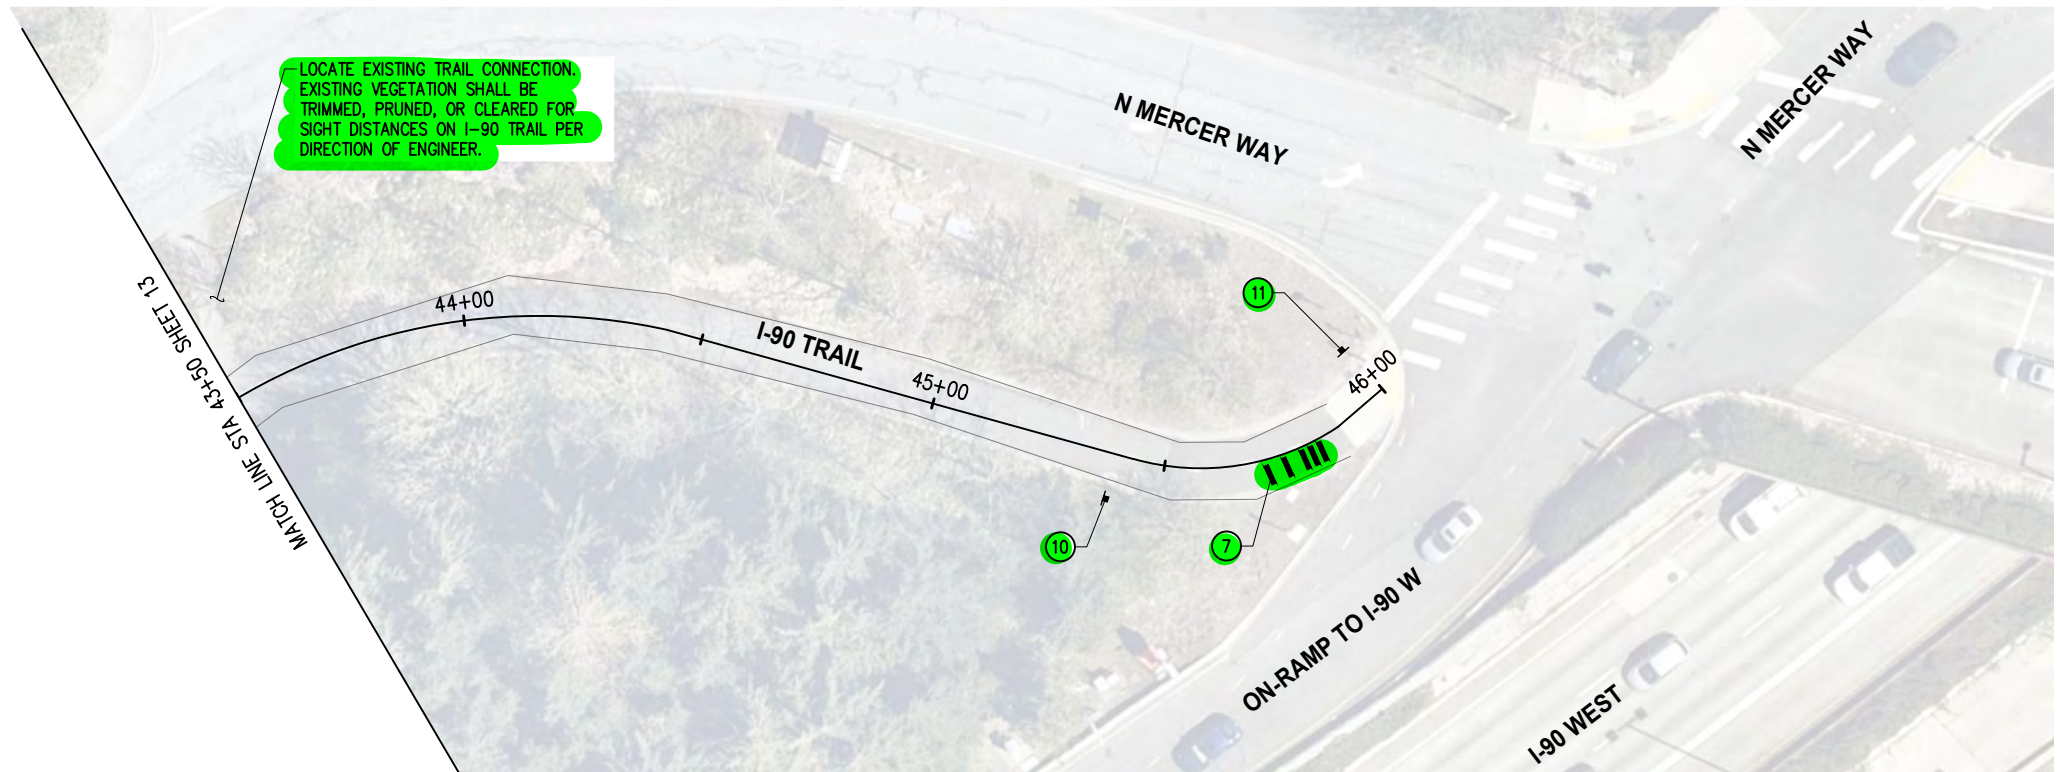 LOCATE EXISTING TRAIL CONNECTION.
EXISTING VEGETATION SHALL BE
TRIMMED, PRUNED, OR CLEARED FOR
SIGHT DISTANCES ON I-90 TRAIL PER
DIRECTION OF ENGINEER.
N MERCER WAY
N MERCER WAY
MATCH LINE STA 43+50 SHEET 13
44+00
I-90 TRAIL
45+00
11
46+00
10
7
ON-RAMP TO I-90 W
I-90 WEST